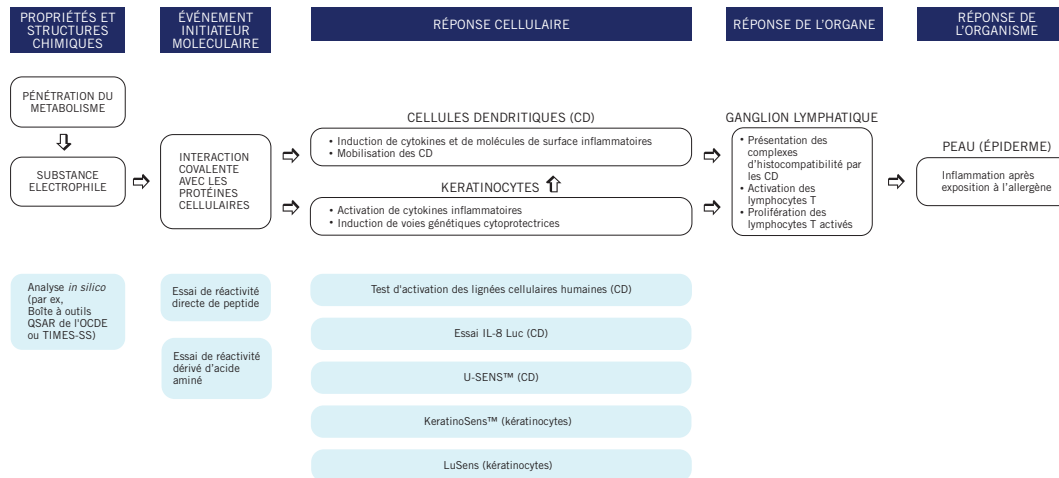 PROPRIÉTÉS ET
STRUCTURES
CHIMIQUES
ÉVÉNEMENT
INITIATEUR
MOLECULAIRE
RÉPONSE CELLULAIRE
RÉPONSE DE L'ORGANE
RÉPONSE DE
L'ORGANISME
PÉNÉTRATION DU
METABOLISME
SUBSTANCE
ELECTROPHILE
INTERACTION
COVALENTE
AVEC LES
PROTÉINES
CELLULAIRES
CELLULES DENDRITIQUES (CD)
• Induction de cytokines et de molécules de surface inflammatoires
• Mobilisation des CD
KERATINOCYTES
• Activation de cytokines inflammatoires
• Induction de voies génétiques cytoprotectrices
GANGLION LYMPHATIQUE
• Présentation des
complexes
d'histocompatibilité par
les CD
• Activation des
lymphocytes T
• Prolifération des
lymphocytes T activés
PEAU (ÉPIDERME)
Inflammation après
exposition à l'allergène
Analyse in silico
(par ex,
Boîte à outils
QSAR de l'OCDE
ou TIMES-SS)
Essai de réactivité
directe de peptide
Essai de réactivité
dérivé d'acide
aminé
Test d'activation des lignées cellulaires humaines (CD)
Essai IL-8 Luc (CD)
U-SENS™ (CD)
KeratinoSens™ (kératinocytes)
LuSens (kératinocytes)